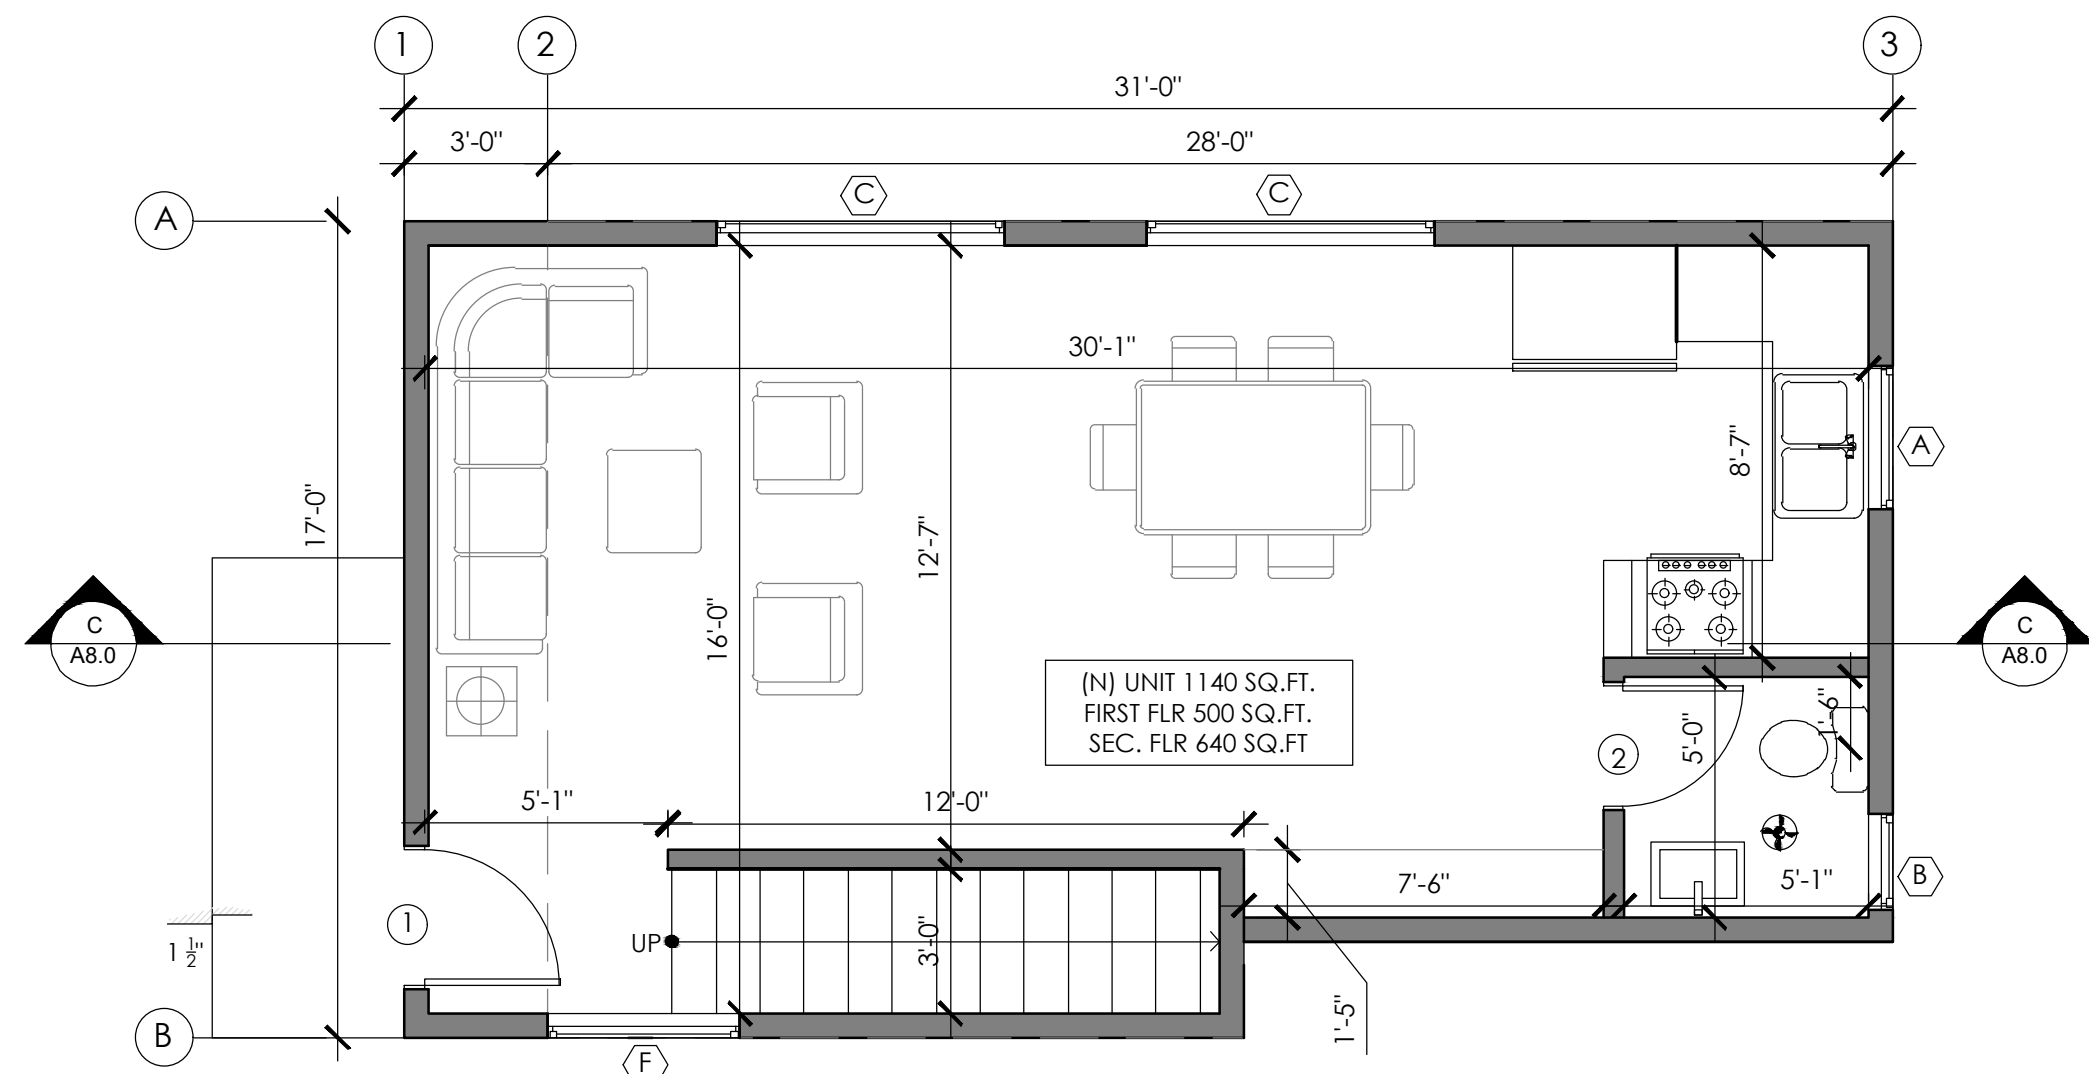 1
2
3
31'-0"
3'-0"
28'-0"
A
C
C
30'-1"
17'-0"
8'-7"
A
12'-7"
16'-0"
C
A8.0
C
A8.0
(N) UNIT 1140 SQ.FT.
FIRST FLR 500 SQ.FT.
SEC. FLR 640 SQ.FT
5'-0"
2
5'-1"
12'-0"
7'-6"
5'-1"
B
1
UP
3'-0"
1 1/2"
1'-5"
B
F